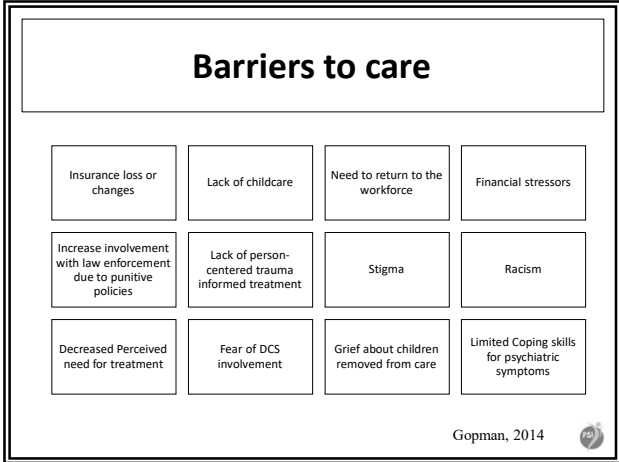 Barriers to care
Insurance loss or
changes
Lack of childcare
Need to return to the
workforce
Financial stressors
Increase involvement
with law enforcement
due to punitive
policies
Lack of person-
centered trauma
informed treatment
Stigma
Racism
Decreased Perceived
need for treatment
Fear of DCS
involvement
Grief about children
removed from care
Limited Coping skills
for psychiatric
symptoms
Gopman, 2014
PSI